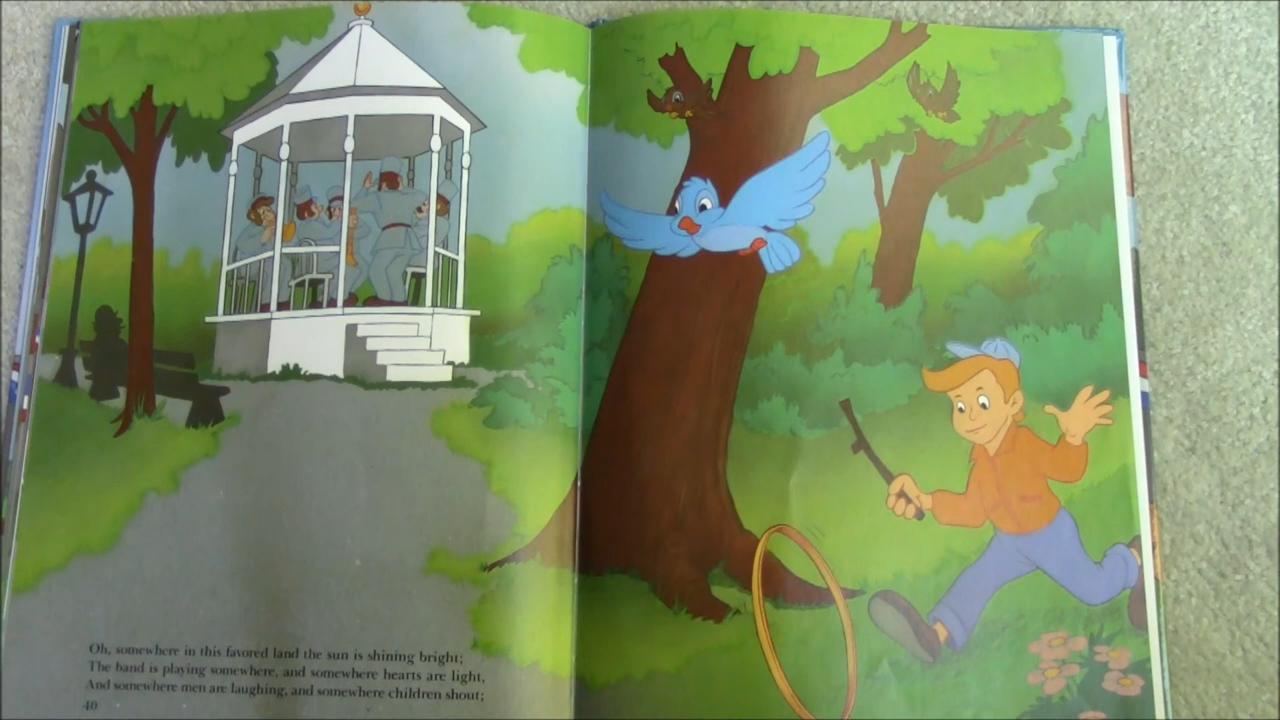 Oh, somewhere in this favored land the sun is shining bright;
The band is playing somewhere, and somewhere hearts are light,
And somewhere men are laughing, and somewhere children shout;
40